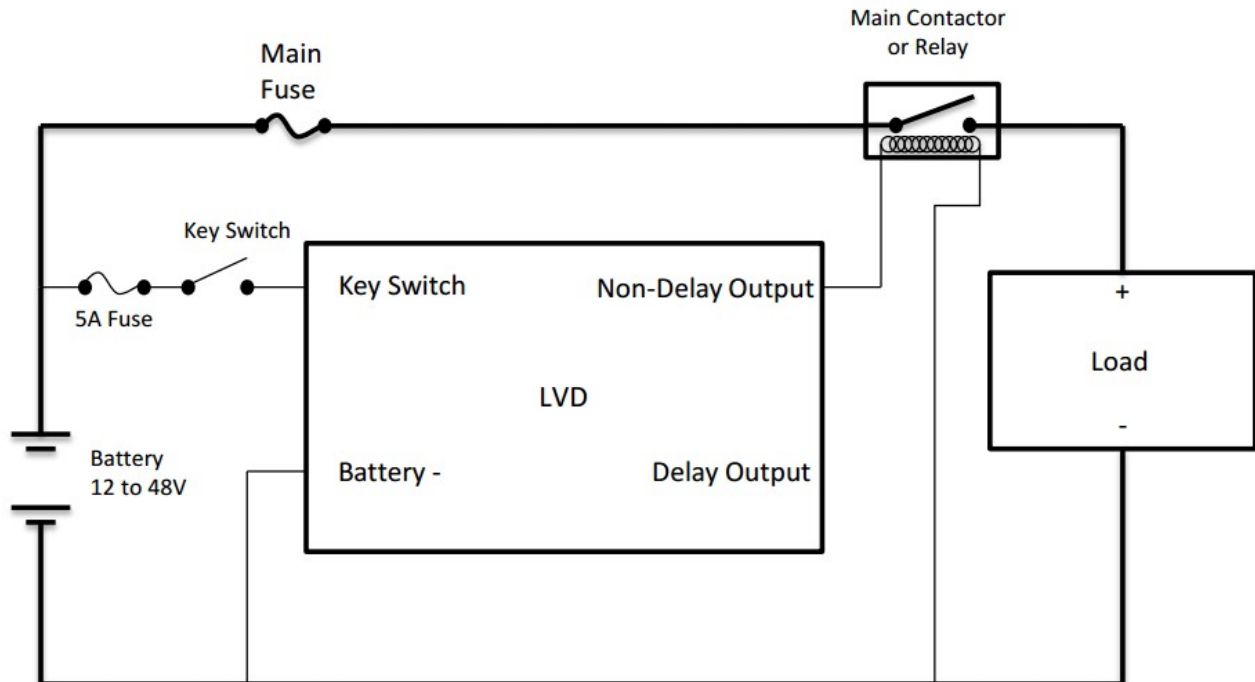 Main Contactor
or Relay
Main
Fuse
Key Switch
5A Fuse
Key Switch
Non-Delay Output
+
Load
-
LVD
Battery
12 to 48V
Battery -
Delay Output